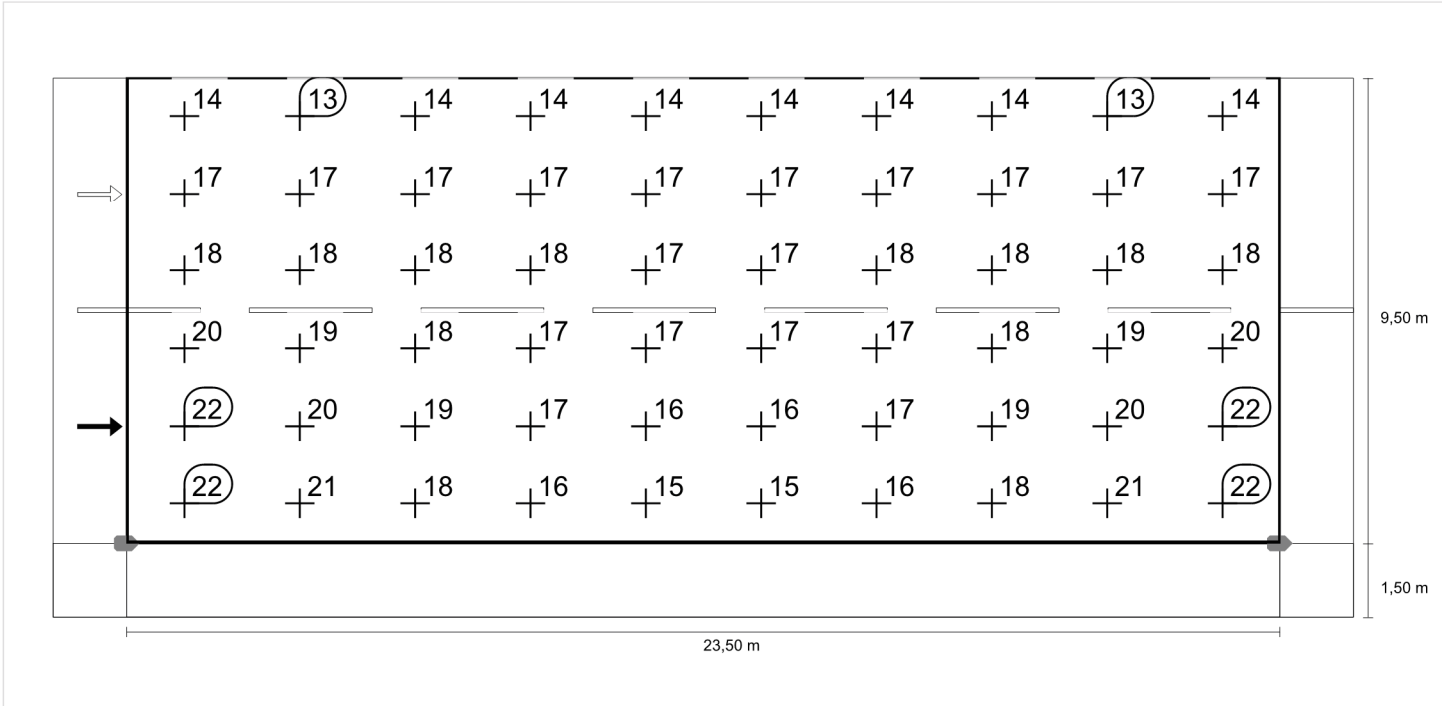 14 13 14 14 14 14 14 14 13 14
17 17 17 17 17 17 17 17 17 17
18 18 18 18 17 17 18 18 18 18
20 19 18 17 17 17 17 18 19 20
9,50 m
22 20 19 17 16 16 17 19 20 22
22 21 18 16 15 15 16 18 21 22
1,50 m
23,50 m